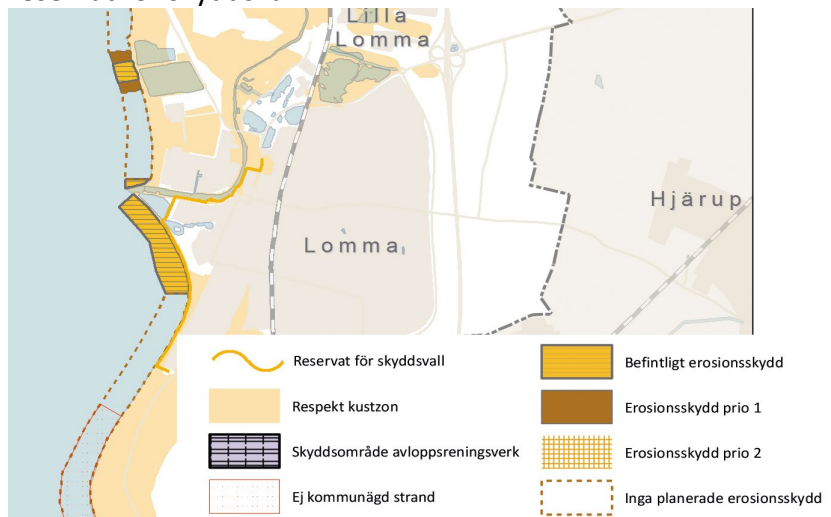 Lilla
Lomma
Hjärup
Lomma
Reservat för skyddsvall
Respekt kustzon
Skyddsområde avloppsreningsverk
Ej kommunägd strand
Befintligt erosionsskydd
Erosionsskydd prio 1
Erosionsskydd prio 2
Inga planerade erosionsskydd